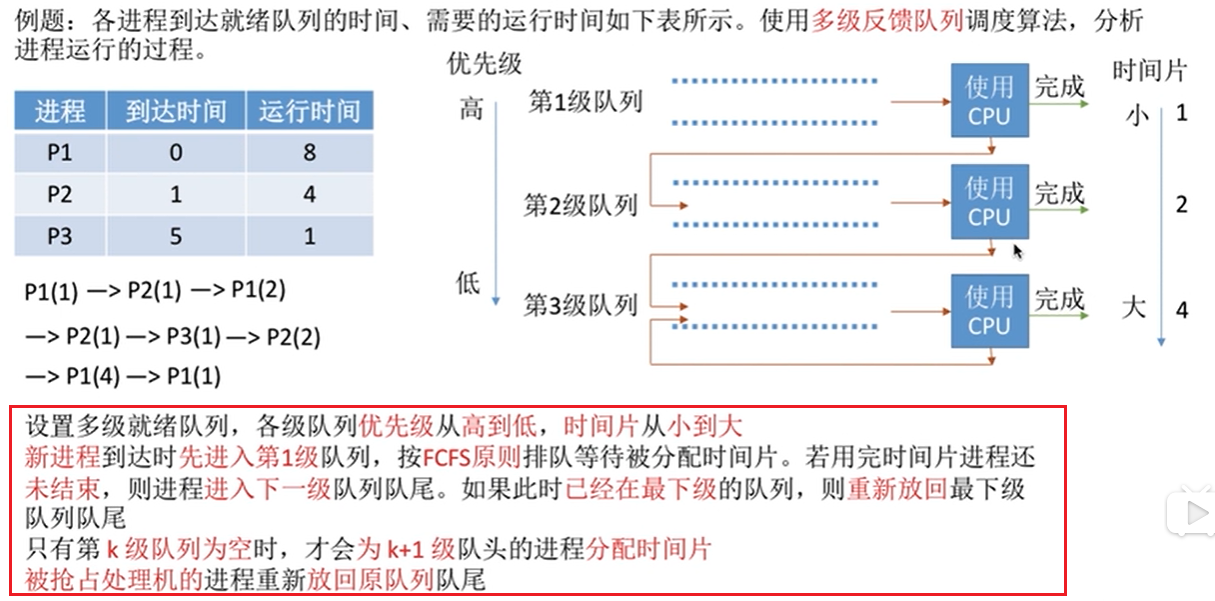 例题：各进程到达就绪队列的时间、需要的运行时间如下表所示。使用多级反馈队列调度算法，分析
进程运行的过程。
进程 到达时间 运行时间
P1 0 8
P2 1 4
P3 5 1
P1(1) —> P2(1) —> P1(2)
—> P2(1) —> P3(1) —> P2(2)
—> P1(4) —> P1(1)
优先级
高
低
第1级队列
使用
CPU
完成
第2级队列
使用
CPU
完成
第3级队列
使用
CPU
完成
时间片
小 1
2
大 4
设置多级就绪队列，各级队列优先级从高到低，时间片从小到大
新进程到达时先进入第1级队列，按FCFS原则排队等待被分配时间片。若用完时间片进程还
未结束，则进程进入下一级队列队尾。如果此时已经在最下级的队列，则重新放回最下级
队列队尾
只有第 k 级队列为空时，才会为 k+1 级队头的进程分配时间片
被抢占处理机的进程重新放回原队列队尾